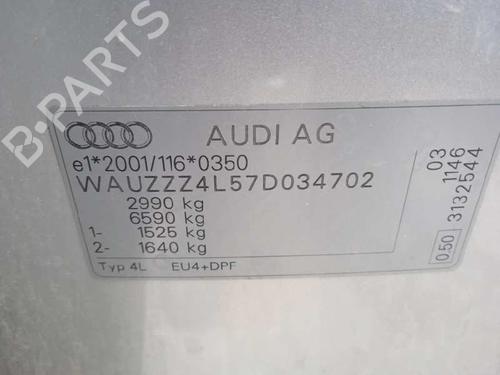 B-PARTS
AUDI AG
e1*2001/116*0350
WAUZZZ4L57D034702
2990 kg
6590 kg
1- 1525 kg
2- 1640 kg
Typ 4L EU4+DPF
03
1146
0.50 3132544